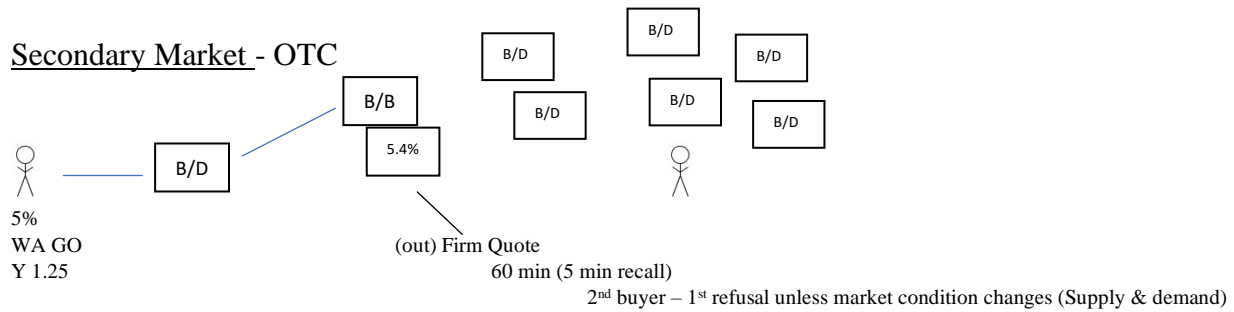 Secondary Market - OTC
B/D
B/D
B/D
B/B
B/D
B/D
B/D
5.4%
B/D
5%
WA GO
Y 1.25
(out) Firm Quote
60 min (5 min recall)
2nd buyer – 1st refusal unless market condition changes (Supply & demand)